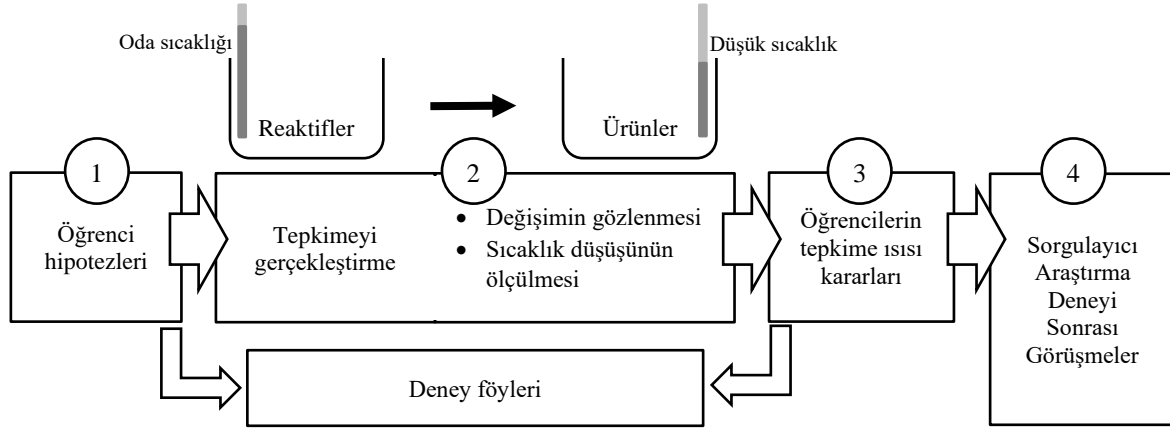 Oda sıcaklığı
Düşük sıcaklık
Reaktifler
Ürünler
1
Öğrenci
hipotezleri
2
Tepkimeyi
gerçekleştirme
• Değişimin gözlenmesi
• Sıcaklık düşüşünün
ölçülmesi
3
Öğrencilerin
tepkime ısısı
kararları
4
Sorgulayıcı
Araştırma
Deneyi
Sonrası
Görüşmeler
Deney föyleri